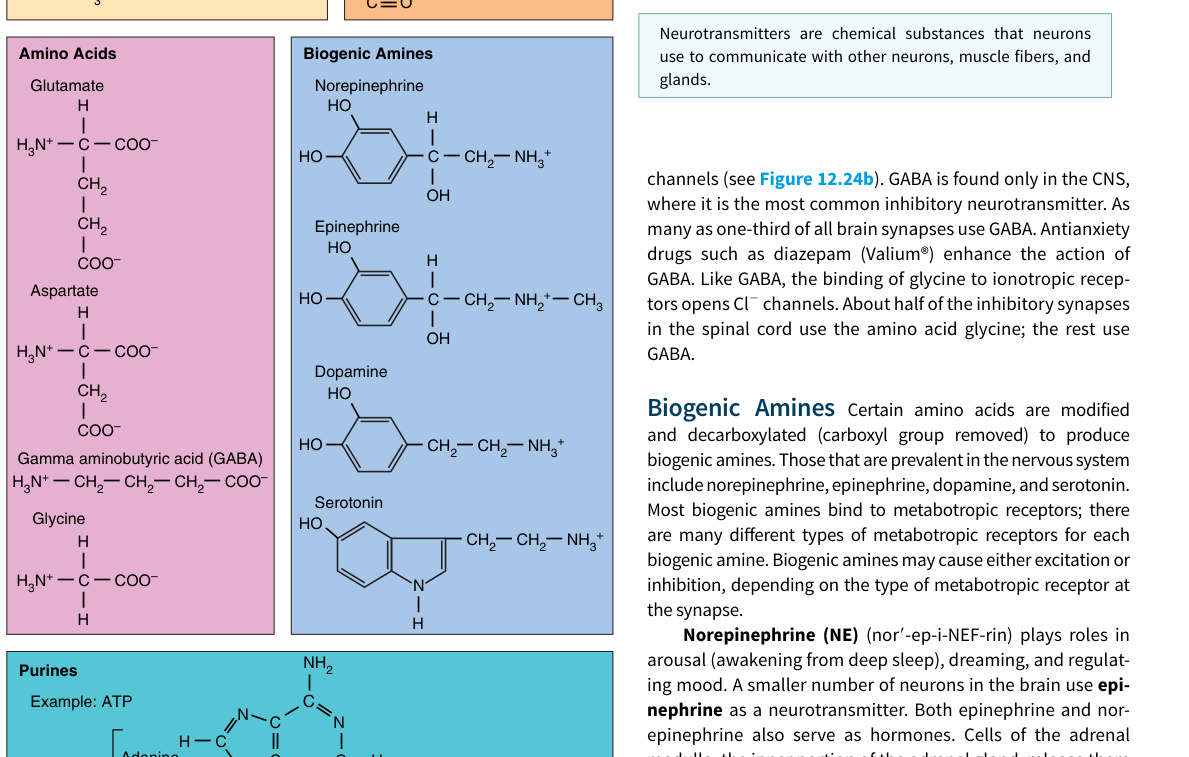 3
C＝O
Amino Acids
Glutamate
H
H₃N⁺ — C — COO⁻
CH₂
CH₂
COO⁻
Aspartate
H
H₃N⁺ — C — COO⁻
CH₂
COO⁻
Gamma aminobutyric acid (GABA)
H₃N⁺ — CH₂ — CH₂ — CH₂ — COO⁻
Glycine
H
H₃N⁺ — C — COO⁻
H
Biogenic Amines
Norepinephrine
HO
H
HO
C — CH₂ — NH₃⁺
OH
Epinephrine
HO
H
HO
C — CH₂ — NH₂⁺ — CH₃
OH
Dopamine
HO
HO
CH₂ — CH₂ — NH₃⁺
Serotonin
HO
CH₂ — CH₂ — NH₃⁺
N
H
Purines
Example: ATP
NH₂
C
N
C
N
H — C
Adenine
Neurotransmitters are chemical substances that neurons
use to communicate with other neurons, muscle fibers, and
glands.
channels (see Figure 12.24b). GABA is found only in the CNS,
where it is the most common inhibitory neurotransmitter. As
many as one-third of all brain synapses use GABA. Antianxiety
drugs such as diazepam (Valium®) enhance the action of
GABA. Like GABA, the binding of glycine to ionotropic recep-
tors opens Cl⁻ channels. About half of the inhibitory synapses
in the spinal cord use the amino acid glycine; the rest use
GABA.
Biogenic Amines Certain amino acids are modified
and decarboxylated (carboxyl group removed) to produce
biogenic amines. Those that are prevalent in the nervous system
include norepinephrine, epinephrine, dopamine, and serotonin.
Most biogenic amines bind to metabotropic receptors; there
are many different types of metabotropic receptors for each
biogenic amine. Biogenic amines may cause either excitation or
inhibition, depending on the type of metabotropic receptor at
the synapse.
Norepinephrine (NE) (nor′-ep-i-NEF-rin) plays roles in
arousal (awakening from deep sleep), dreaming, and regulat-
ing mood. A smaller number of neurons in the brain use epi-
nephrine as a neurotransmitter. Both epinephrine and nor-
epinephrine also serve as hormones. Cells of the adrenal
medulla, the inner portion of the adrenal gland, release them